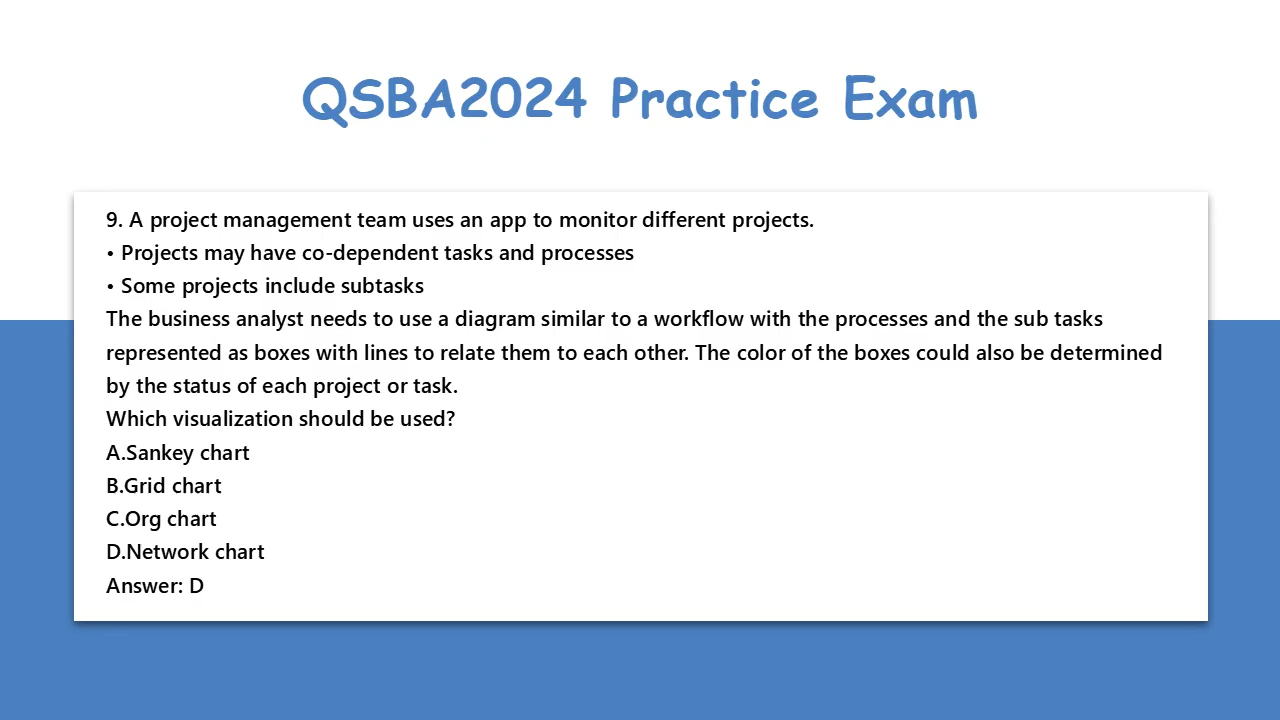 QSBA2024 Practice Exam
9. A project management team uses an app to monitor different projects.
• Projects may have co-dependent tasks and processes
• Some projects include subtasks
The business analyst needs to use a diagram similar to a workflow with the processes and the sub tasks
represented as boxes with lines to relate them to each other. The color of the boxes could also be determined
by the status of each project or task.
Which visualization should be used?
A.Sankey chart
B.Grid chart
C.Org chart
D.Network chart
Answer: D